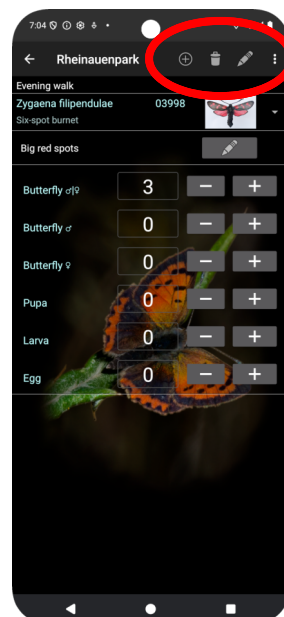 7:04
Rheinauenpark
Evening walk
Zygaena filipendulae 03998
Six-spot burnet
Big red spots
Butterfly ♂|♀ 3 − +
Butterfly ♂ 0 − +
Butterfly ♀ 0 − +
Pupa 0 − +
Larva 0 − +
Egg 0 − +